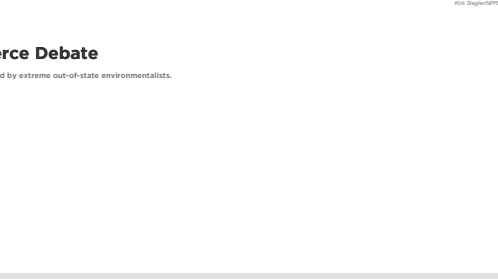 Kirk Siegler/NPR
erce Debate
d by extreme out-of-state environmentalists.